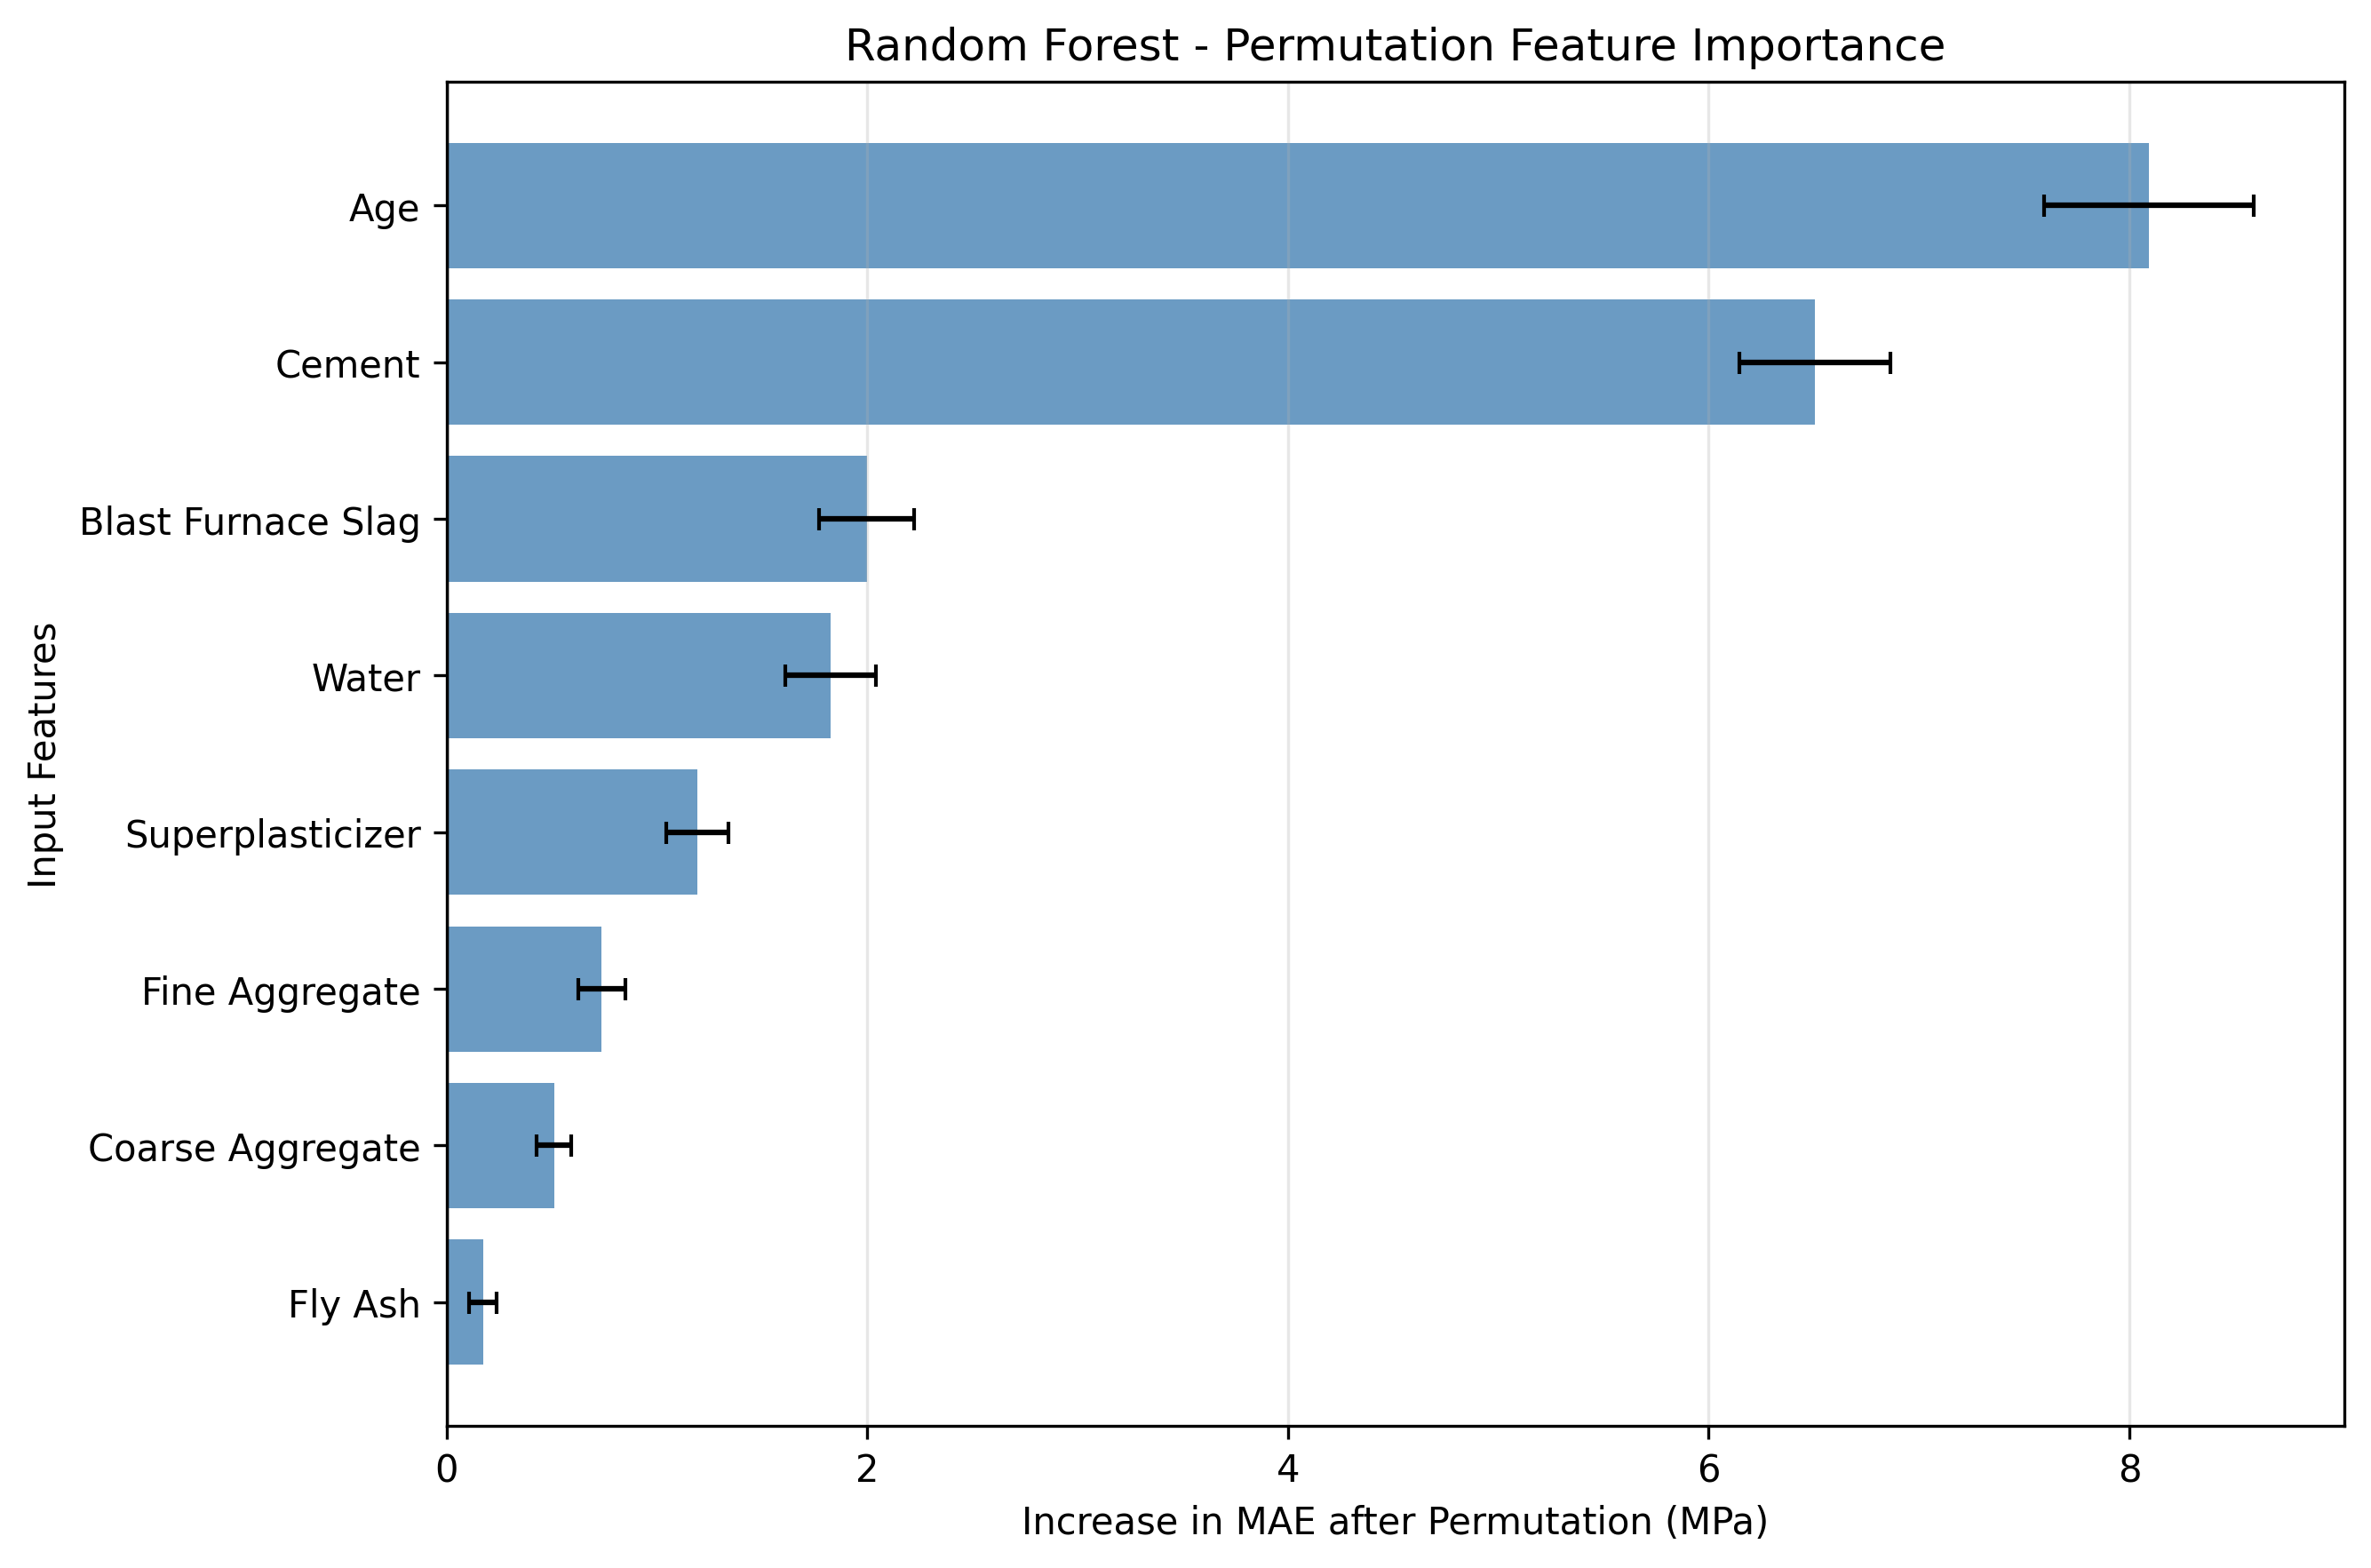 Random Forest - Permutation Feature Importance
Input Features
Age
Cement
Blast Furnace Slag
Water
Superplasticizer
Fine Aggregate
Coarse Aggregate
Fly Ash
0 2 4 6 8
Increase in MAE after Permutation (MPa)